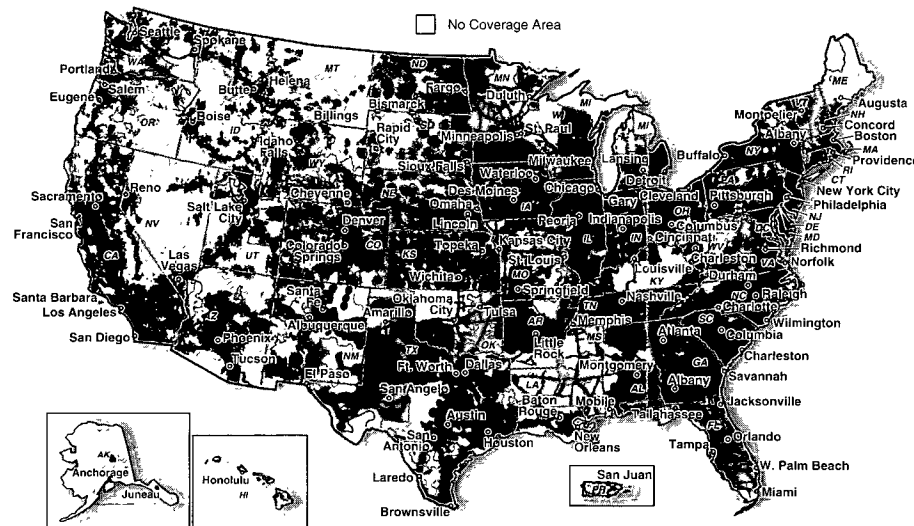 No Coverage Area
Seattle
Spokane
WA
Portland
Salem
Eugene
OR
MT
Helena
Butte
Billings
Boise
ID
Idaho
Falls
WY
ND
Fargo
Bismarck
Rapid
City
SD
Sioux Falls
MN
Duluth
Minneapolis
St. Paul
WI
MI
MI
Milwaukee
Lansing
Detroit
ME
VT
Montpelier
Augusta
NH
Concord
Albany
Boston
MA
Providence
RI
CT
Buffalo
NY
New York City
Philadelphia
NJ
DE
MD
DC
PA
Pittsburgh
Cleveland
Waterloo
Des-Moines
IA
Chicago
Gary
Omaha
NE
Lincoln
Cheyenne
Reno
Sacramento
San
Francisco
NV
CA
Salt Lake
City
UT
Las
Vegas
Denver
Colorado
Springs
CO
Topeka
KS
Wichita
Kansas City
St. Louis
MO
Springfield
Peoria
IL
Indianapolis
IN
OH
Columbus
Cincinnati
WV
Charleston
Richmond
VA
Norfolk
Louisville
KY
Durham
Raleigh
NC
Charlotte
Wilmington
Nashville
TN
Memphis
SC
Columbia
Charleston
Santa Barbara
Los Angeles
San Diego
Z
Phoenix
Tucson
Santa
Fe
Albuquerque
NM
El Paso
Amarillo
Oklahoma
City
Tulsa
OK
AR
Little
Rock
MS
Atlanta
GA
Albany
Savannah
Jacksonville
Montgomery
AL
TX
Ft. Worth
Dallas
San Angelo
Austin
San
Antonio
Houston
Laredo
Brownsville
LA
Baton
Rouge
New
Orleans
Mobile
Tallahassee
FL
Orlando
Tampa
W. Palm Beach
Miami
AK
Anchorage
Juneau
Honolulu
HI
San Juan
PR